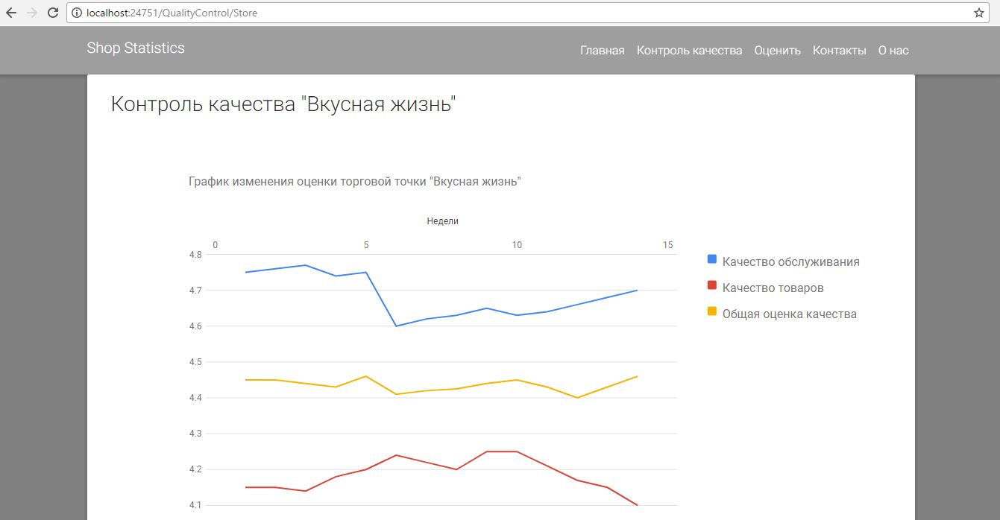 localhost:24751/QualityControl/Store
Shop Statistics
Главная Контроль качества Оценить Контакты О нас
Контроль качества "Вкусная жизнь"
График изменения оценки торговой точки "Вкусная жизнь"
Недели
0 5 10 15
4.8
4.7
4.6
4.5
4.4
4.3
4.2
4.1
Качество обслуживания
Качество товаров
Общая оценка качества